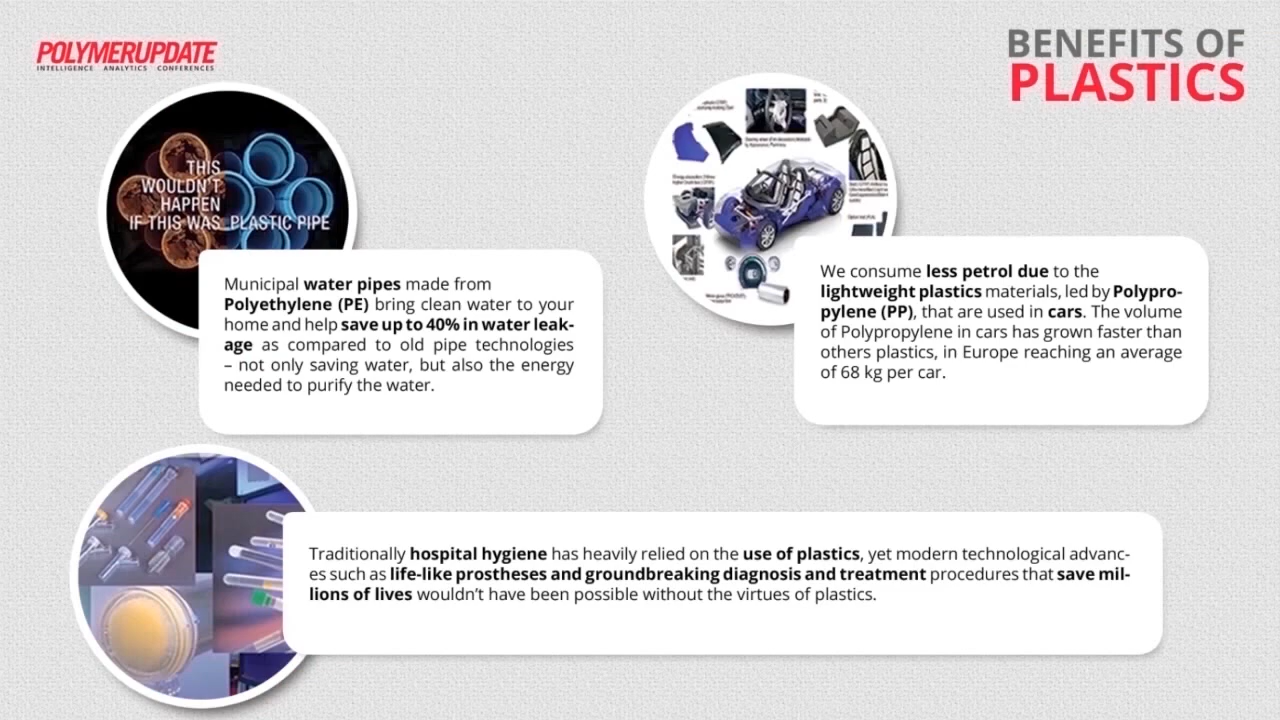 POLYMERUPDATE
INTELLIGENCE ANALYTICS CONFERENCES
BENEFITS OF
PLASTICS
THIS
WOULDN'T
HAPPEN
IF THIS WAS PLASTIC PIPE
Municipal water pipes made from
Polyethylene (PE) bring clean water to your
home and help save up to 40% in water leak-
age as compared to old pipe technologies
– not only saving water, but also the energy
needed to purify the water.
We consume less petrol due to the
lightweight plastics materials, led by Polypro-
pylene (PP), that are used in cars. The volume
of Polypropylene in cars has grown faster than
others plastics, in Europe reaching an average
of 68 kg per car.
Traditionally hospital hygiene has heavily relied on the use of plastics, yet modern technological advanc-
es such as life-like prostheses and groundbreaking diagnosis and treatment procedures that save mil-
lions of lives wouldn’t have been possible without the virtues of plastics.